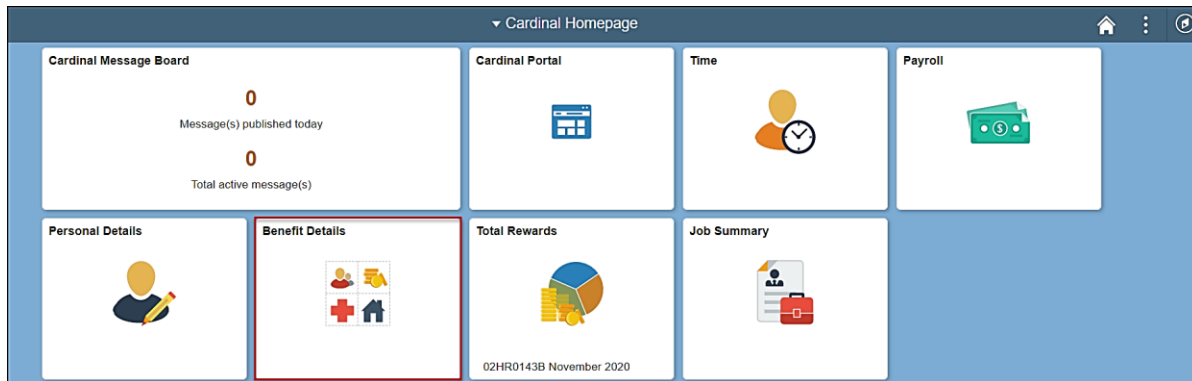 Cardinal Homepage
Cardinal Message Board
0
Message(s) published today
0
Total active message(s)
Cardinal Portal
Time
Payroll
Personal Details
Benefit Details
Total Rewards
02HR0143B November 2020
Job Summary